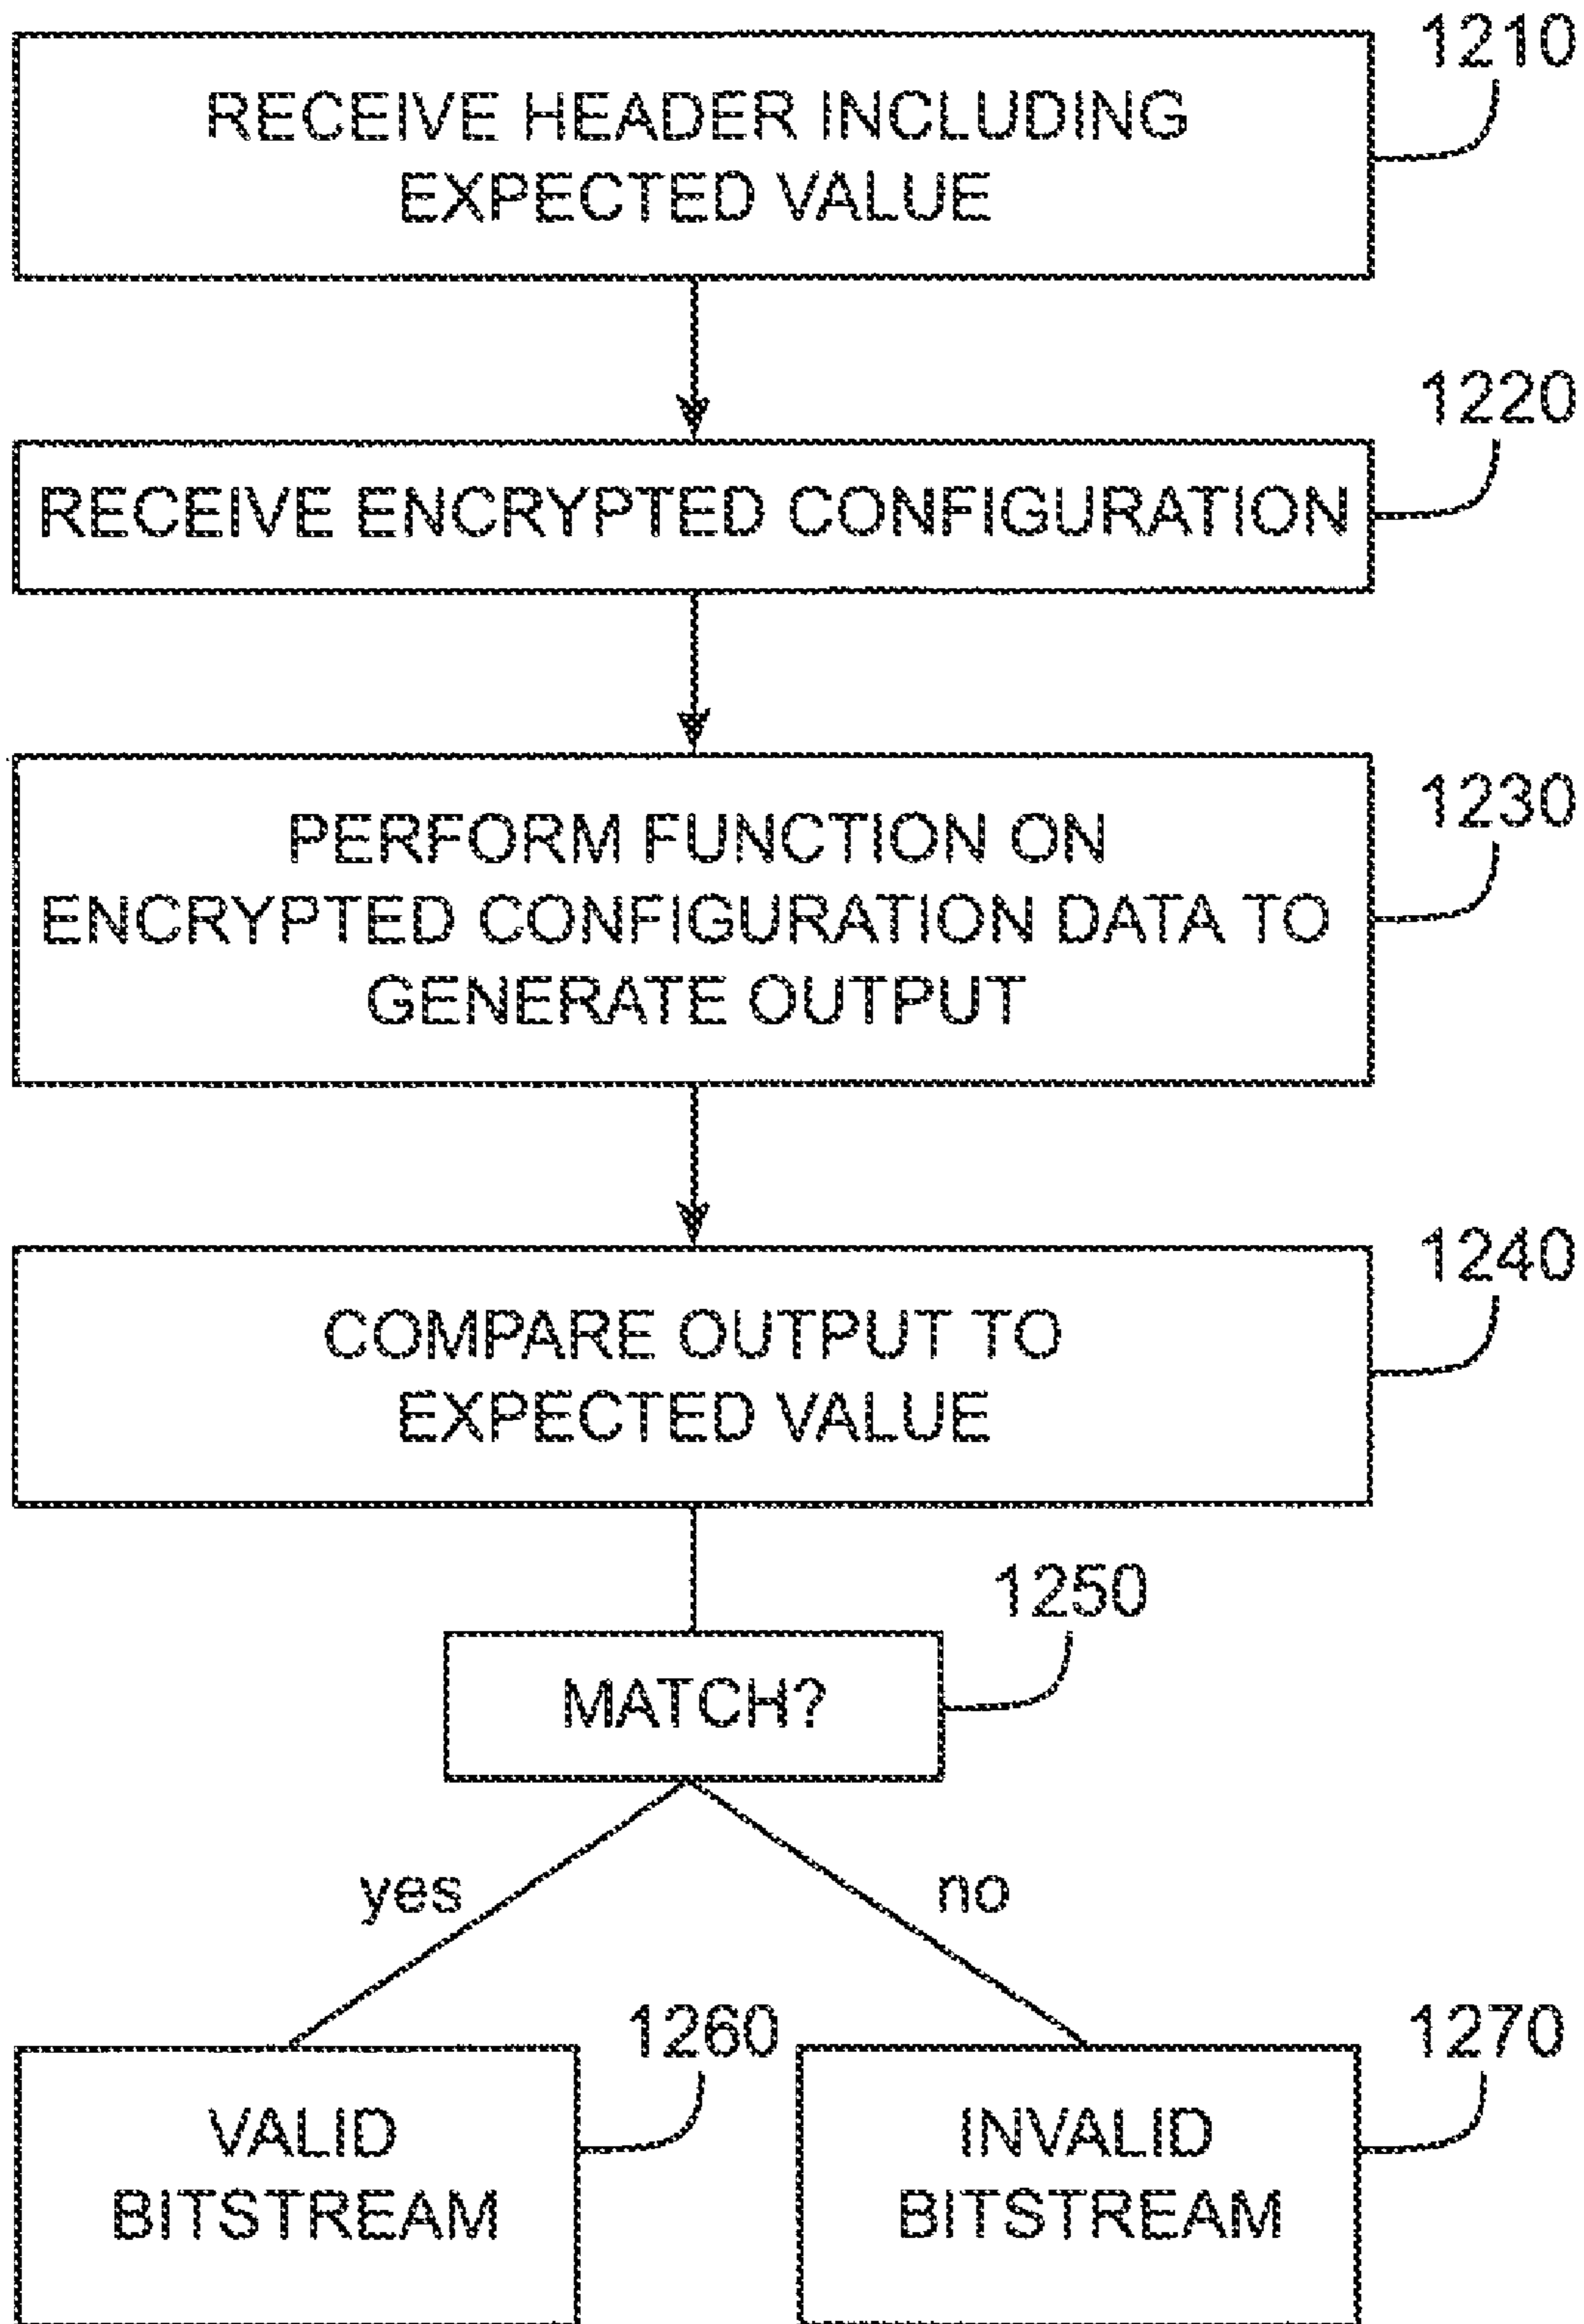 1210
RECEIVE HEADER INCLUDING
EXPECTED VALUE
1220
RECEIVE ENCRYPTED CONFIGURATION
1230
PERFORM FUNCTION ON
ENCRYPTED CONFIGURATION DATA TO
GENERATE OUTPUT
1240
COMPARE OUTPUT TO
EXPECTED VALUE
1250
MATCH?
yes
no
1260
1270
VALID
BITSTREAM
INVALID
BITSTREAM